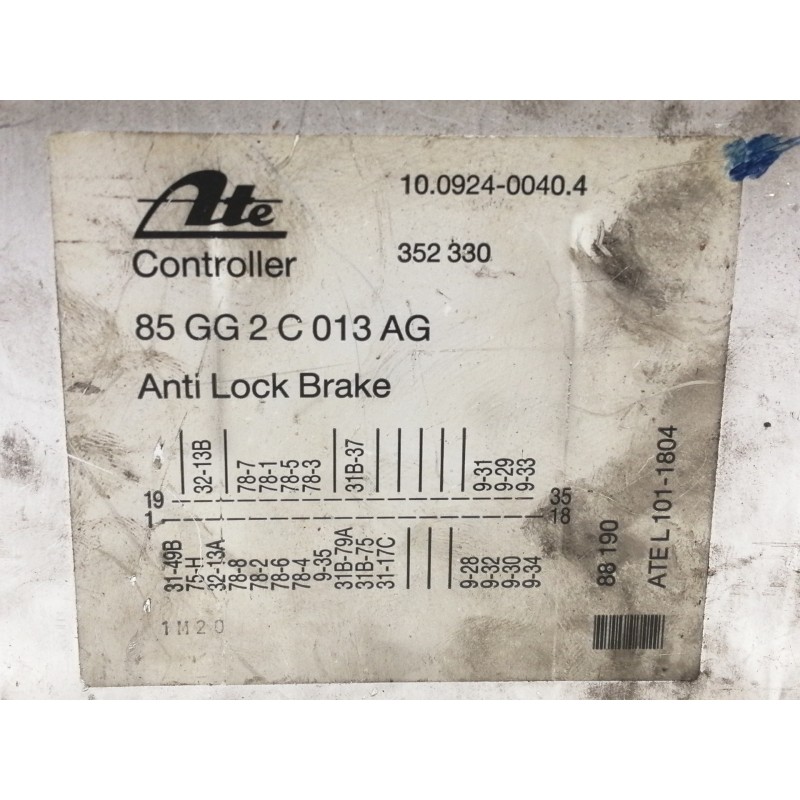 Ate
10.0924-0040.4
Controller
352 330
85 GG 2 C 013 AG
Anti Lock Brake
32-13B
78-7
78-1
78-5
78-3
31B-37
9-31
9-29
9-33
19
35
1
18
31-49B
75-H
32-13A
78-8
78-2
78-6
78-4
9-35
31B-79A
31B-75
31-17C
9-28
9-32
9-30
9-34
1M20
88 190
ATE L 101-1804